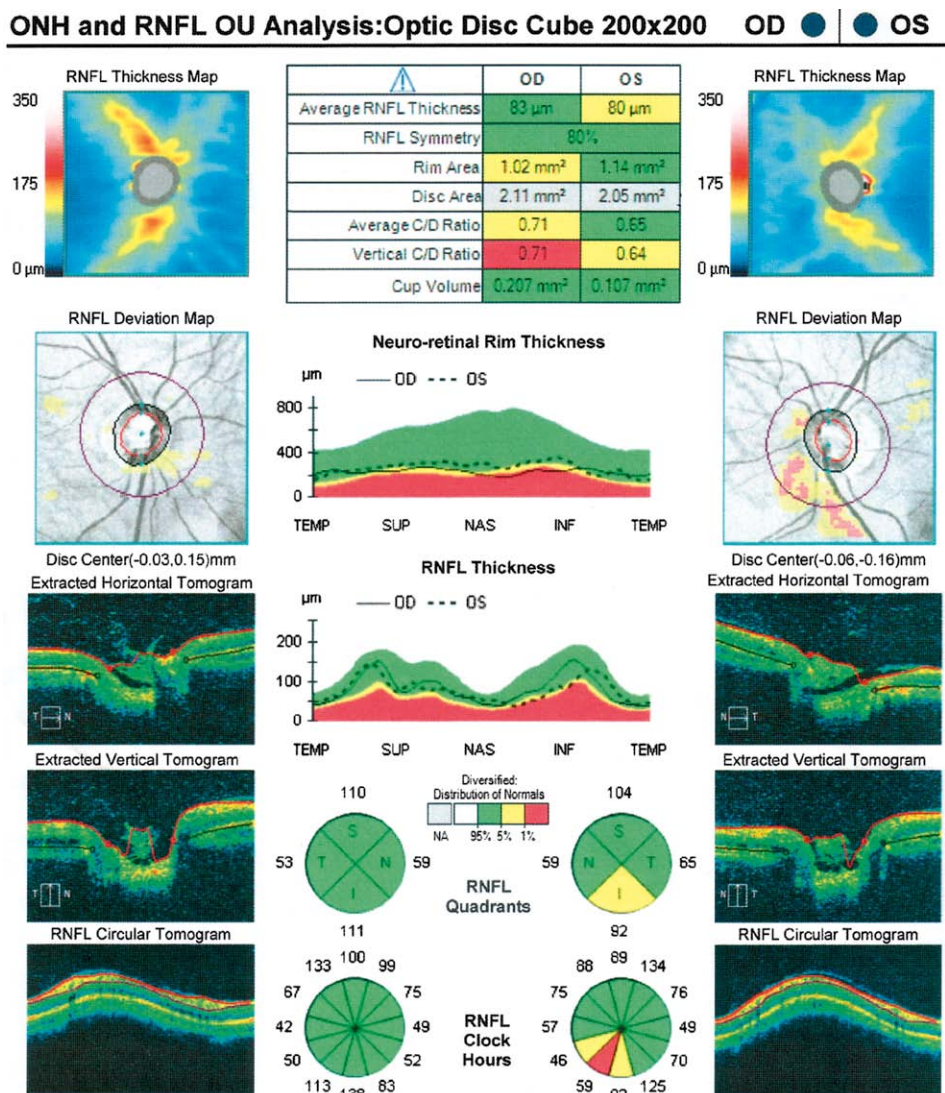 ONH and RNFL OU Analysis:Optic Disc Cube 200x200 OD OS
RNFL Thickness Map
350
175
0 µm
OD OS
Average RNFL Thickness 83 µm 80 µm
RNFL Symmetry 80%
Rim Area 1.02 mm² 1.14 mm²
Disc Area 2.11 mm² 2.05 mm²
Average C/D Ratio 0.71 0.65
Vertical C/D Ratio 0.71 0.64
Cup Volume 0.207 mm³ 0.107 mm³
RNFL Thickness Map
350
175
0 µm
RNFL Deviation Map
Disc Center(-0.03,0.15)mm
Neuro-retinal Rim Thickness
µm OD OS
800
400
0
TEMP SUP NAS INF TEMP
RNFL Deviation Map
Disc Center(-0.06,-0.16)mm
Extracted Horizontal Tomogram
T N
RNFL Thickness
µm OD OS
200
100
0
TEMP SUP NAS INF TEMP
Extracted Horizontal Tomogram
N T
Extracted Vertical Tomogram
T N
110
S
53 T N 59
I
111
Diversified:
Distribution of Normals
NA 95% 5% 1%
RNFL
Quadrants
104
S
59 N T 65
I
92
Extracted Vertical Tomogram
N T
RNFL Circular Tomogram
100
133 99
67 75
42 49
50 52
113 83
RNFL
Clock
Hours
89
88 134
75 76
57 49
46 70
59 125
RNFL Circular Tomogram